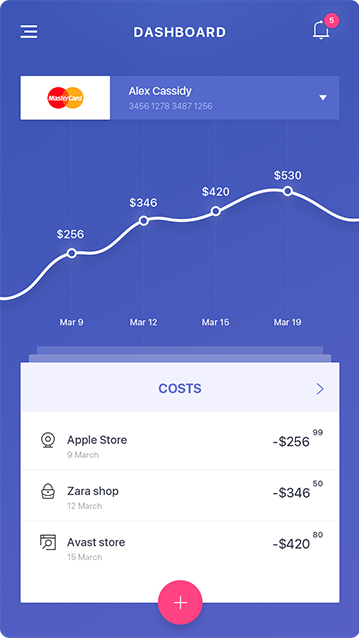 DASHBOARD
5
MasterCard
Alex Cassidy
3456 1278 3487 1256
$530
$420
$346
$256
Mar 9 Mar 12 Mar 15 Mar 19
COSTS
Apple Store -$256 99
9 March
Zara shop -$346 50
12 March
Avast store -$420 80
15 March